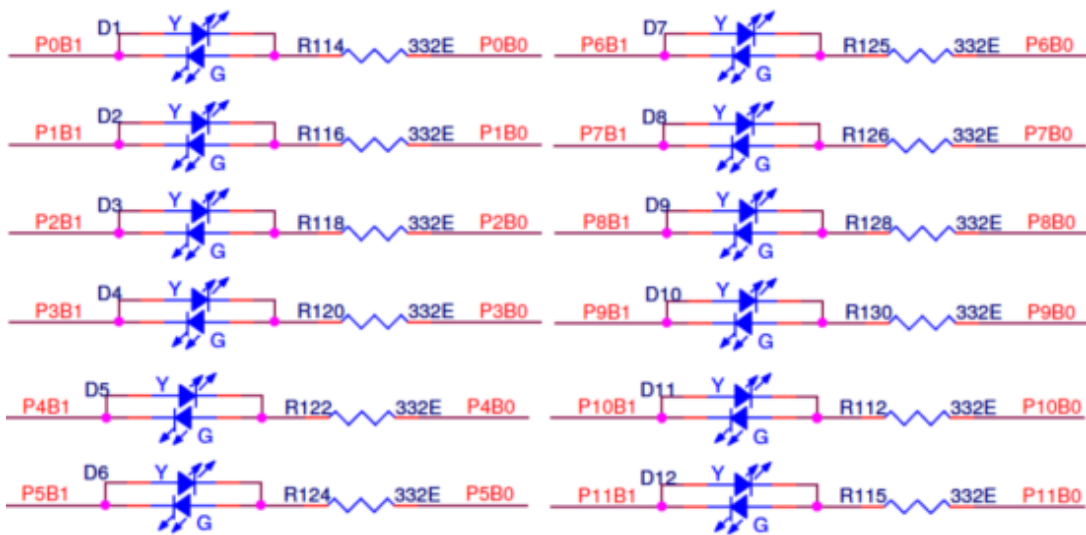 D1 Y D7 Y
P0B1 R114 332E P0B0 P6B1 R125 332E P6B0
G G
D2 Y D8 Y
P1B1 R116 332E P1B0 P7B1 R126 332E P7B0
G G
D3 Y D9 Y
P2B1 R118 332E P2B0 P8B1 R128 332E P8B0
G G
D4 Y D10 Y
P3B1 R120 332E P3B0 P9B1 R130 332E P9B0
G G
D5 Y D11 Y
P4B1 R122 332E P4B0 P10B1 R112 332E P10B0
G G
D6 Y D12 Y
P5B1 R124 332E P5B0 P11B1 R115 332E P11B0
G G